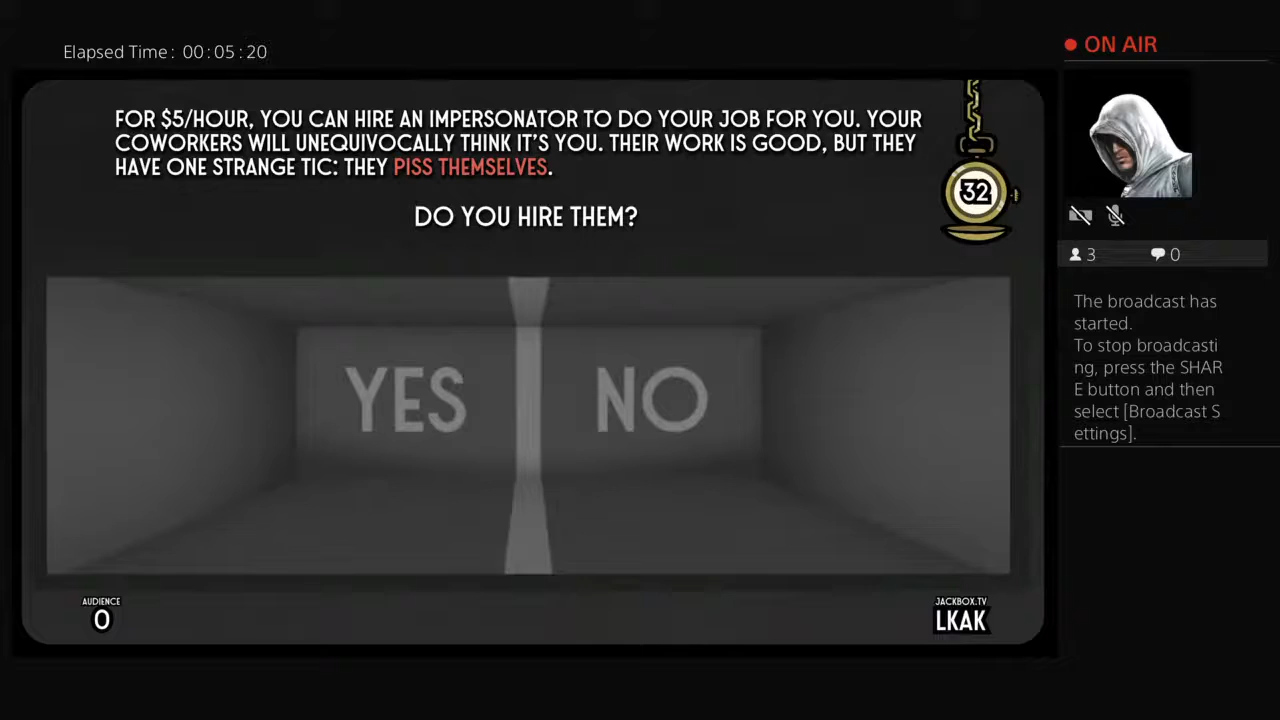 Elapsed Time: 00:05:20
ON AIR
FOR $5/HOUR, YOU CAN HIRE AN IMPERSONATOR TO DO YOUR JOB FOR YOU. YOUR
COWORKERS WILL UNEQUIVOCALLY THINK IT'S YOU. THEIR WORK IS GOOD, BUT THEY
HAVE ONE STRANGE TIC: THEY PISS THEMSELVES.
32
DO YOU HIRE THEM?
3 0
The broadcast has
started.
To stop broadcasti
ng, press the SHAR
E button and then
select [Broadcast S
ettings].
YES NO
AUDIENCE
0
JACKBOX.TV
LKAK